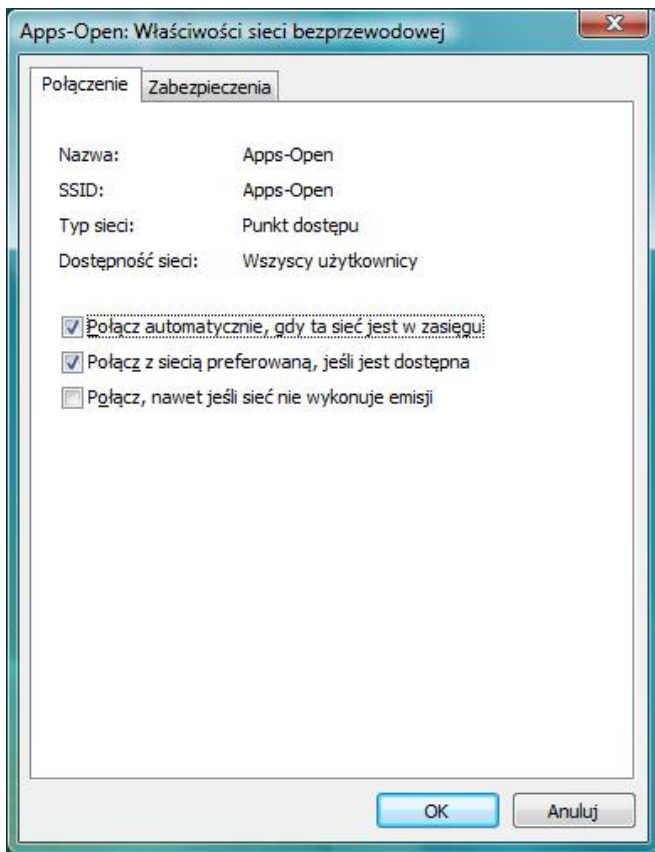 Apps-Open: Właściwości sieci bezprzewodowej
Połączenie Zabezpieczenia
Nazwa: Apps-Open
SSID: Apps-Open
Typ sieci: Punkt dostępu
Dostępność sieci: Wszyscy użytkownicy
Połącz automatycznie, gdy ta sieć jest w zasięgu
Połącz z siecią preferowaną, jeśli jest dostępna
Połącz, nawet jeśli sieć nie wykonuje emisji
OK Anuluj